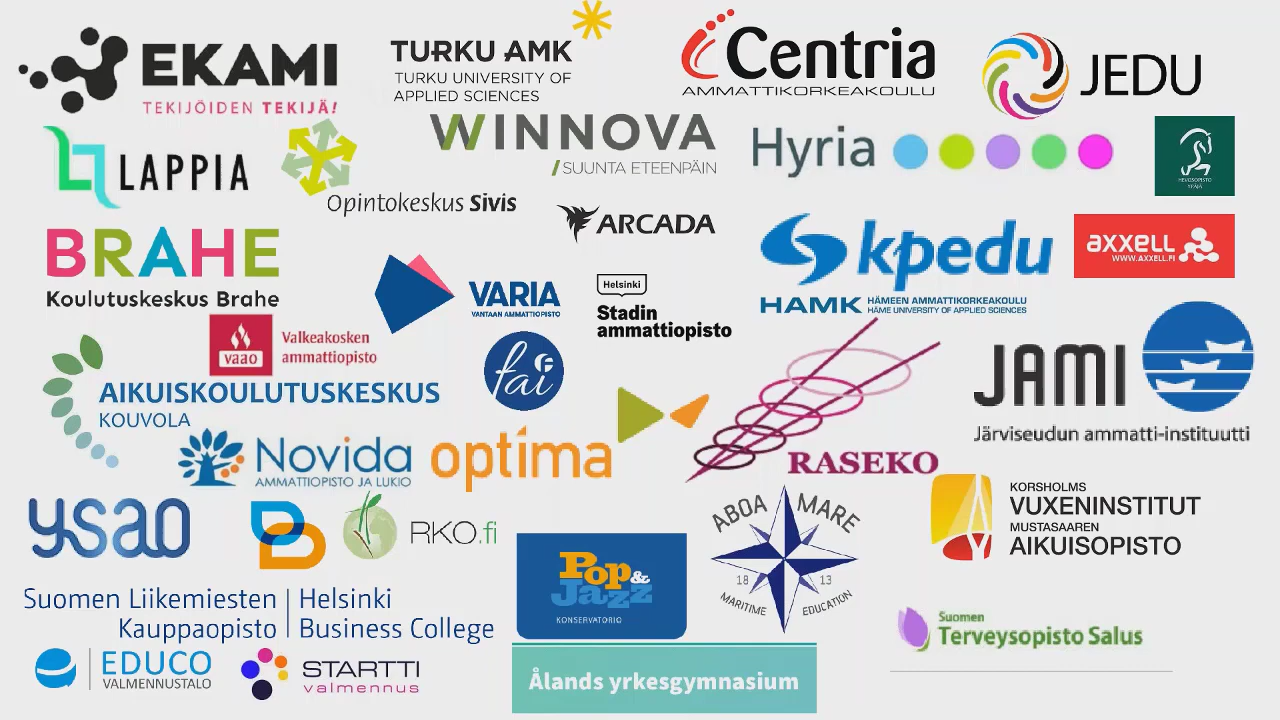 EKAMI
TEKIJÖIDEN TEKIJÄ!
TURKU AMK
TURKU UNIVERSITY OF
APPLIED SCIENCES
Centria
AMMATTIKORKEAKOULU
JEDU
LAPPIA
Opintokeskus Sivis
WINNOVA
/SUUNTA ETEENPÄIN
Hyria
HEVOSOPISTO
YPÄJÄ
BRAHE
Koulutuskeskus Brahe
ARCADA
kpedu
axxell
WWW.AXXELL.FI
VARIA
VANTAAN AMMATTIOPISTO
Helsinki
Stadin
ammattiopisto
HAMK
HÄMEEN AMMATTIKORKEAKOULU
HÄME UNIVERSITY OF APPLIED SCIENCES
vaao
Valkeakosken
ammattiopisto
fai
AIKUISKOULUTUSKESKUS
KOUVOLA
JAMI
Järviseudun ammatti-instituutti
Novida
AMMATTIOPISTO JA LUKIO
optima
RASEKO
ysao
RKO.fi
Pop&
Jazz
KONSERVATORIO
ABOA MARE
18 13
MARITIME EDUCATION
KORSHOLMS
VUXENINSTITUT
MUSTASAAREN
AIKUISOPISTO
Suomen Liikemiesten
Kauppaopisto
Helsinki
Business College
Suomen
Terveysopisto Salus
EDUCO
VALMENNUSTALO
STARTTI
valmennus
Ålands yrkesgymnasium